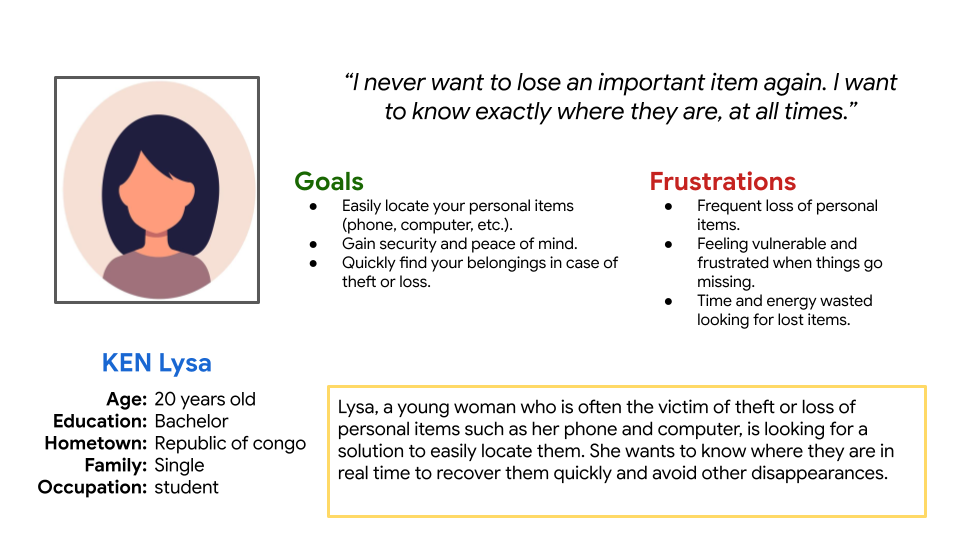 “I never want to lose an important item again. I want
to know exactly where they are, at all times.”
Goals
● Easily locate your personal items
(phone, computer, etc.).
● Gain security and peace of mind.
● Quickly find your belongings in case of
theft or loss.
Frustrations
● Frequent loss of personal
items.
● Feeling vulnerable and
frustrated when things go
missing.
● Time and energy wasted
looking for lost items.
KEN Lysa
Age: 20 years old
Education: Bachelor
Hometown: Republic of congo
Family: Single
Occupation: student
Lysa, a young woman who is often the victim of theft or loss of
personal items such as her phone and computer, is looking for a
solution to easily locate them. She wants to know where they are in
real time to recover them quickly and avoid other disappearances.